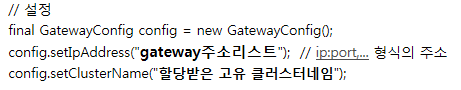 // 설정
final GatewayConfig config = new GatewayConfig();
config.setIpAddress("gateway주소리스트");  // ip:port,... 형식의 주소
config.setClusterName("할당받은 고유 클러스터네임");